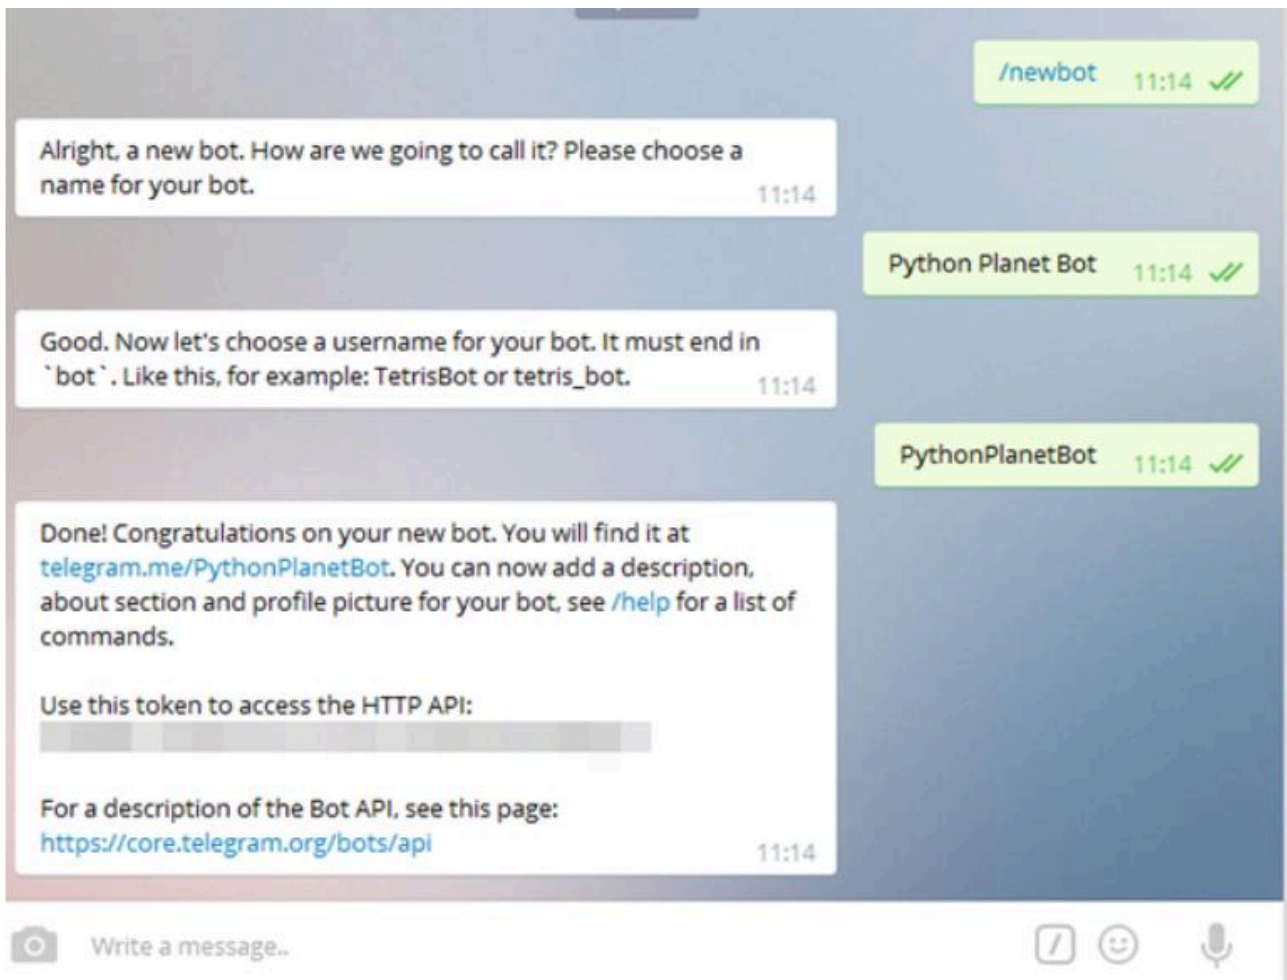 /newbot 11:14
Alright, a new bot. How are we going to call it? Please choose a
name for your bot.
11:14
Python Planet Bot 11:14
Good. Now let's choose a username for your bot. It must end in
`bot`. Like this, for example: TetrisBot or tetris_bot.
11:14
PythonPlanetBot 11:14
Done! Congratulations on your new bot. You will find it at
telegram.me/PythonPlanetBot. You can now add a description,
about section and profile picture for your bot, see /help for a list of
commands.
Use this token to access the HTTP API:
For a description of the Bot API, see this page:
https://core.telegram.org/bots/api
11:14
Write a message..